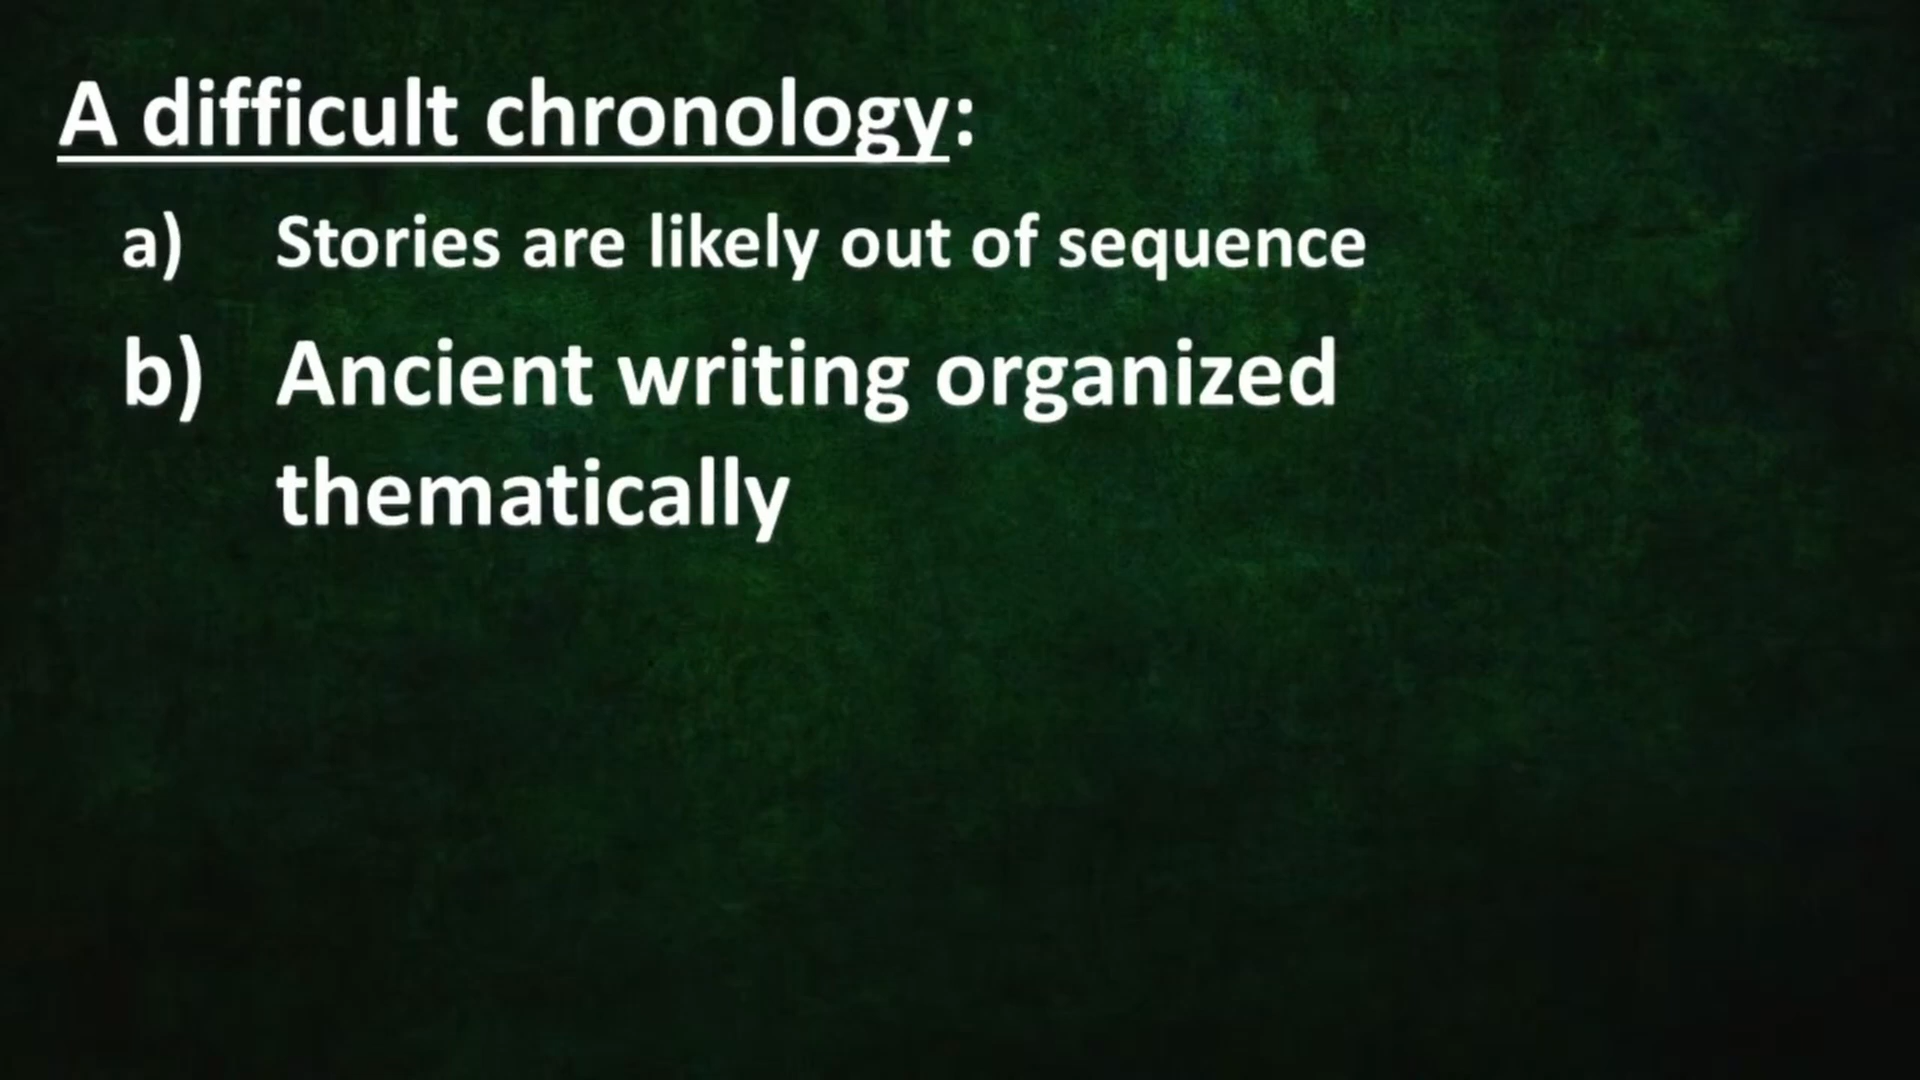 A difficult chronology:
a) Stories are likely out of sequence
b) Ancient writing organized
thematically